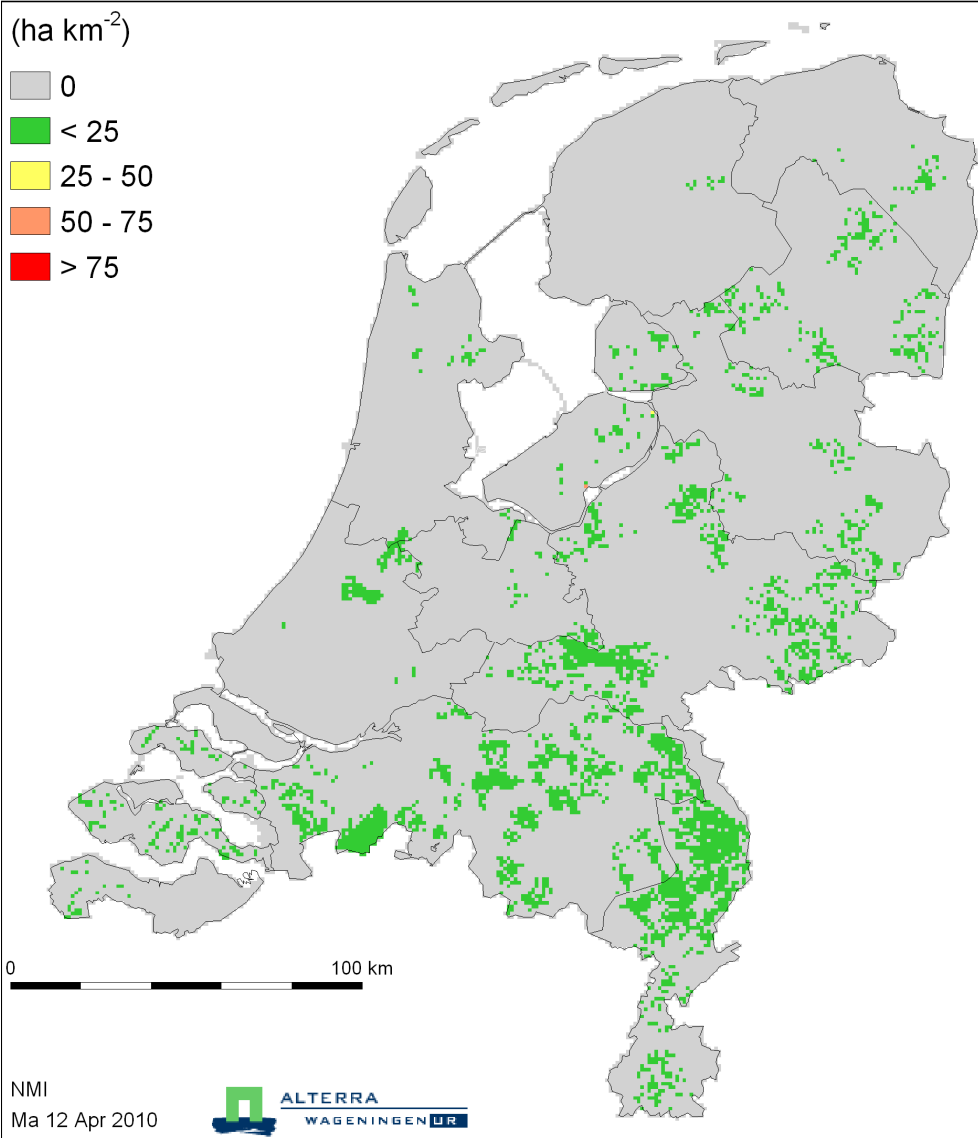 (ha km-2)
0
< 25
25 - 50
50 - 75
> 75
0 100 km
NMI
Ma 12 Apr 2010
ALTERRA
WAGENINGEN UR